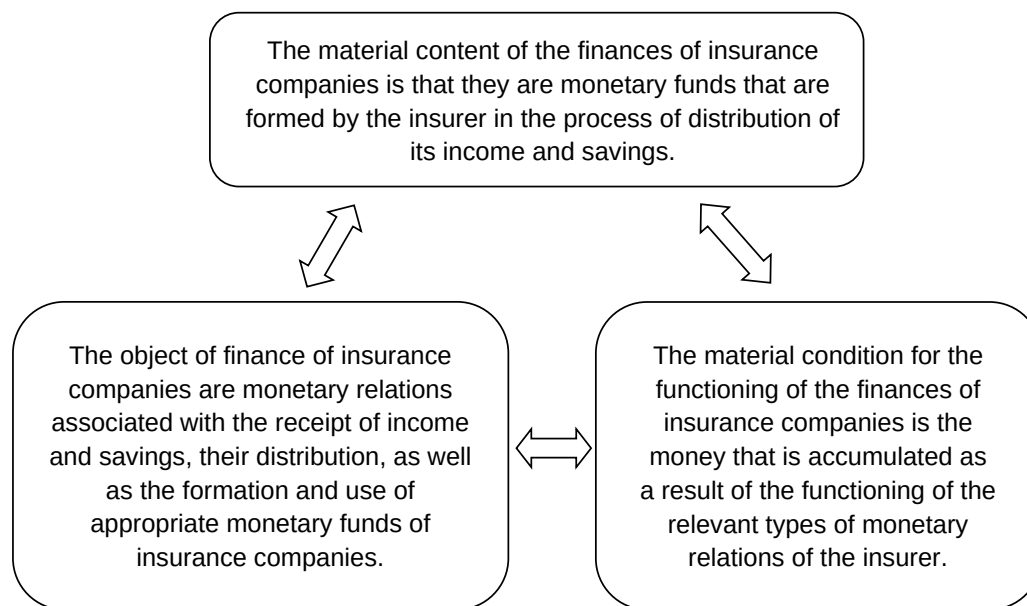 The material content of the finances of insurance
companies is that they are monetary funds that are
formed by the insurer in the process of distribution of
its income and savings.
The object of finance of insurance
companies are monetary relations
associated with the receipt of income
and savings, their distribution, as well
as the formation and use of
appropriate monetary funds of
insurance companies.
The material condition for the
functioning of the finances of
insurance companies is the
money that is accumulated as
a result of the functioning of the
relevant types of monetary
relations of the insurer.